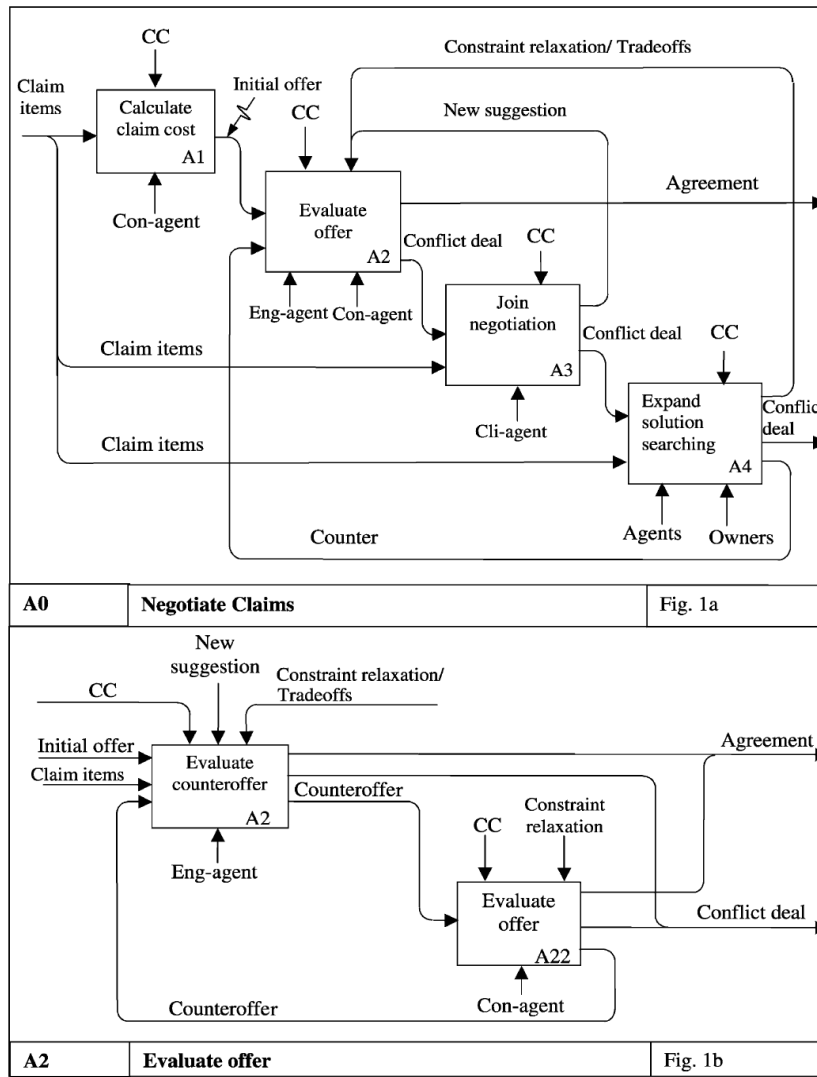 Constraint relaxation/ Tradeoffs
CC
Claim
items
Calculate
claim cost
A1
Initial offer
New suggestion
CC
Agreement
Con-agent
Evaluate
offer
A2
Conflict deal
CC
Eng-agent
Con-agent
Join
negotiation
A3
Conflict deal
CC
Claim items
Cli-agent
Expand
solution
searching
A4
Conflict
deal
Claim items
Counter
Agents
Owners
A0
Negotiate Claims
Fig. 1a
New
suggestion
CC
Constraint relaxation/
Tradeoffs
Initial offer
Claim items
Evaluate
counteroffer
A2
Agreement
Counteroffer
Eng-agent
CC
Constraint
relaxation
Evaluate
offer
A22
Conflict deal
Con-agent
Counteroffer
A2
Evaluate offer
Fig. 1b